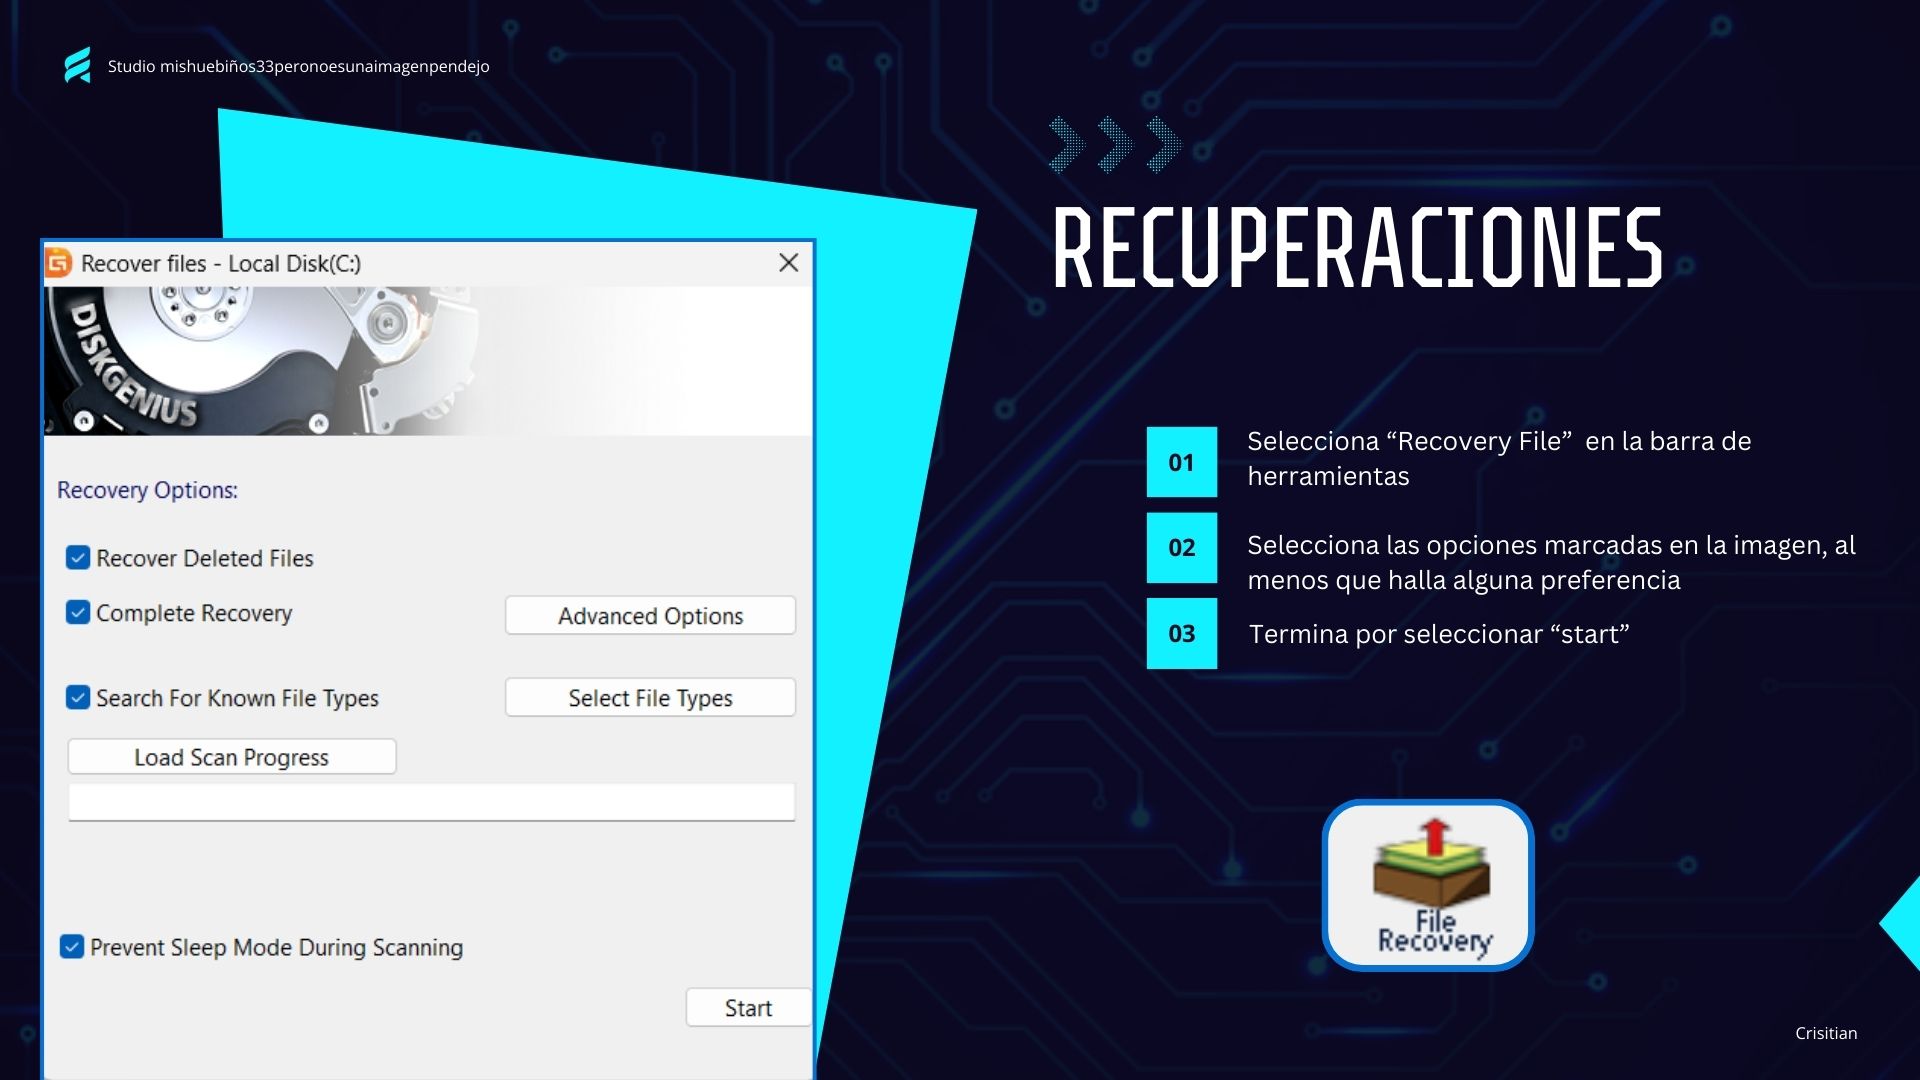 Studio mishuebiños33peronoesunaimagenpendejo
Recover files - Local Disk(C:)
DISKGENIUS
Recovery Options:
Recover Deleted Files
Complete Recovery
Advanced Options
Search For Known File Types
Select File Types
Load Scan Progress
Prevent Sleep Mode During Scanning
Start
RECUPERACIONES
01
Selecciona “Recovery File”  en la barra de
herramientas
02
Selecciona las opciones marcadas en la imagen, al
menos que halla alguna preferencia
03
Termina por seleccionar “start”
File
Recovery
Crisitian